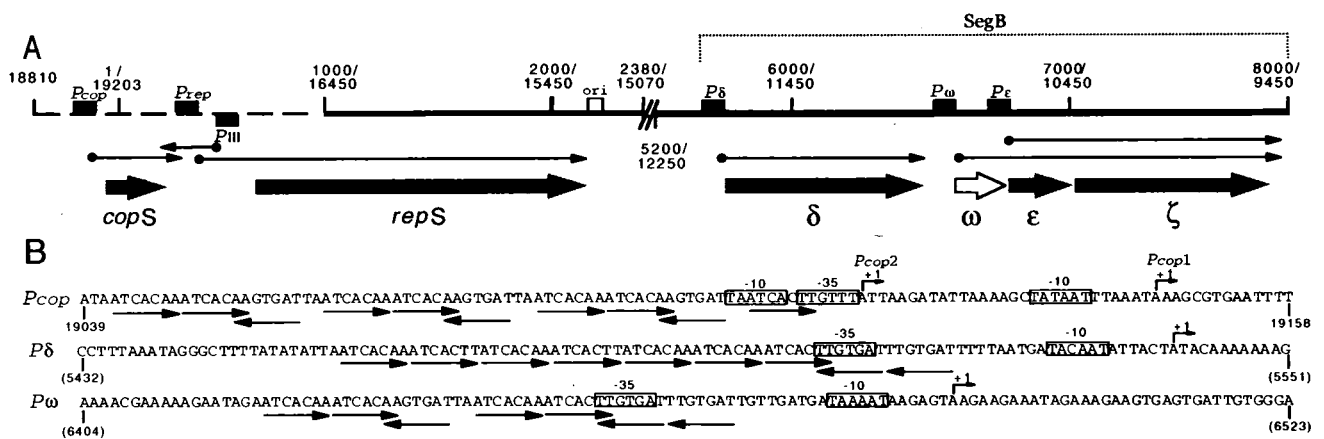 SegB
A
18810
1/
19203
1000/
16450
2000/
15450
2380/
15070
6000/
11450
7000/
10450
8000/
9450
Pcop
Prep
ori
Pδ
Pω
Pε
PIII
5200/
12250
copS
repS
δ
ω
ε
ζ
B
Pcop2
Pcop1
-10
-35
+1
-10
+1
Pcop
ATAATCACAAATCACAAGTGATTAATCACAAATCACAAGTGATTAATCACAAATCACAAGTGATTAATCACTTGTTTATTAAGATATTAAAAGCTATAATTTAAATAAAGCGTGAATTTT
19039
19158
-35
-10
+1
Pδ
CCTTTAAATAGGGCTTTTATATATTAATCACAAATCACTTATCACAAATCACTTATCACAAATCACAAATCACTTGTGATTTGTGATTTTTAATGATACAATATTACTATACAAAAAAAG
(5432)
(5551)
-35
-10
+1
Pω
AAAACGAAAAAGAATAGAATCACAAATCACAAGTGATTAATCACAAATCACTTGTGATTTGTGATTGTTGATGATAAAATAAGAGTAAGAAGAAATAGAAAGAAGTGAGTGATTGTGGGA
(6404)
(6523)